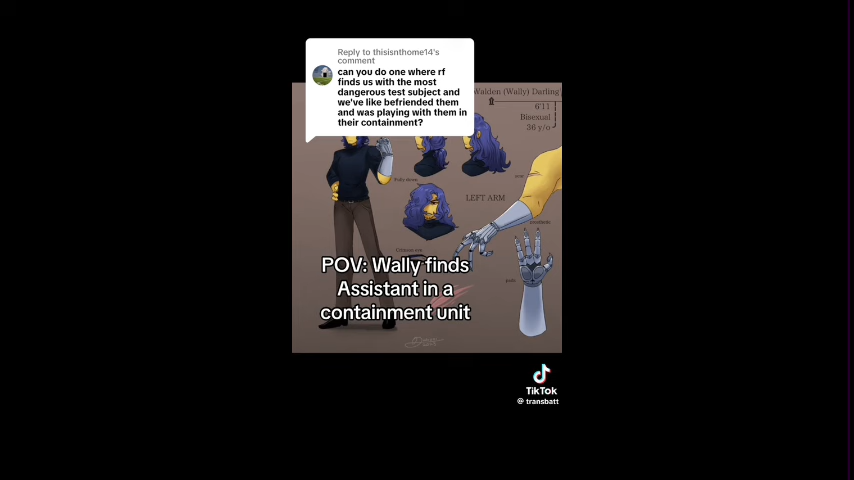 Reply to thisisnthome14's
comment
can you do one where rf
finds us with the most
dangerous test subject and
we've like befriended them
and was playing with them in
their containment?
Walden (Wally) Darling
6'11
Bisexual
36 y/o
LEFT ARM
POV: Wally finds
Assistant in a
containment unit
TikTok
@ transbatt